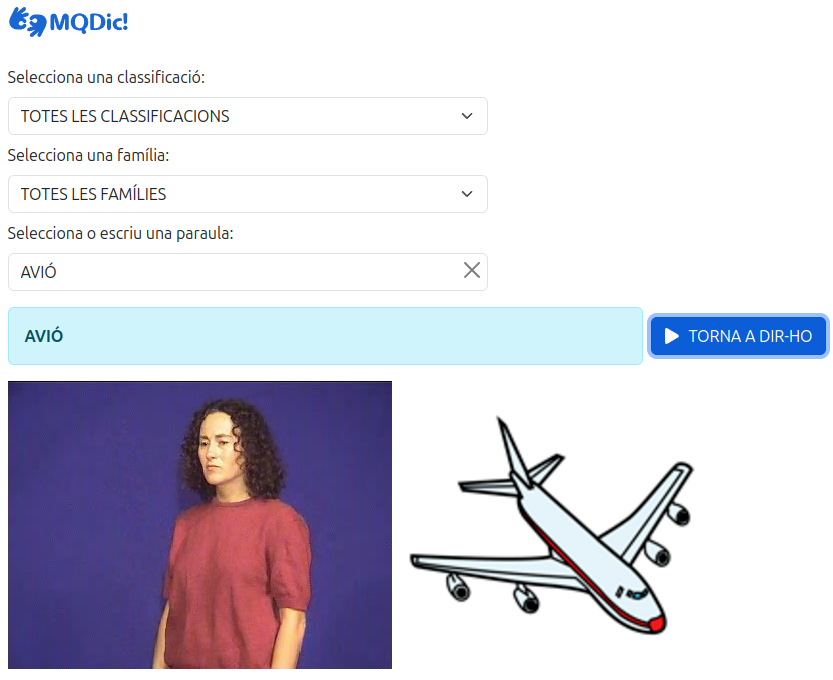 MQDic!
Selecciona una classificació:
TOTES LES CLASSIFICACIONS
Selecciona una família:
TOTES LES FAMÍLIES
Selecciona o escriu una paraula:
AVIÓ
AVIÓ
TORNA A DIR-HO